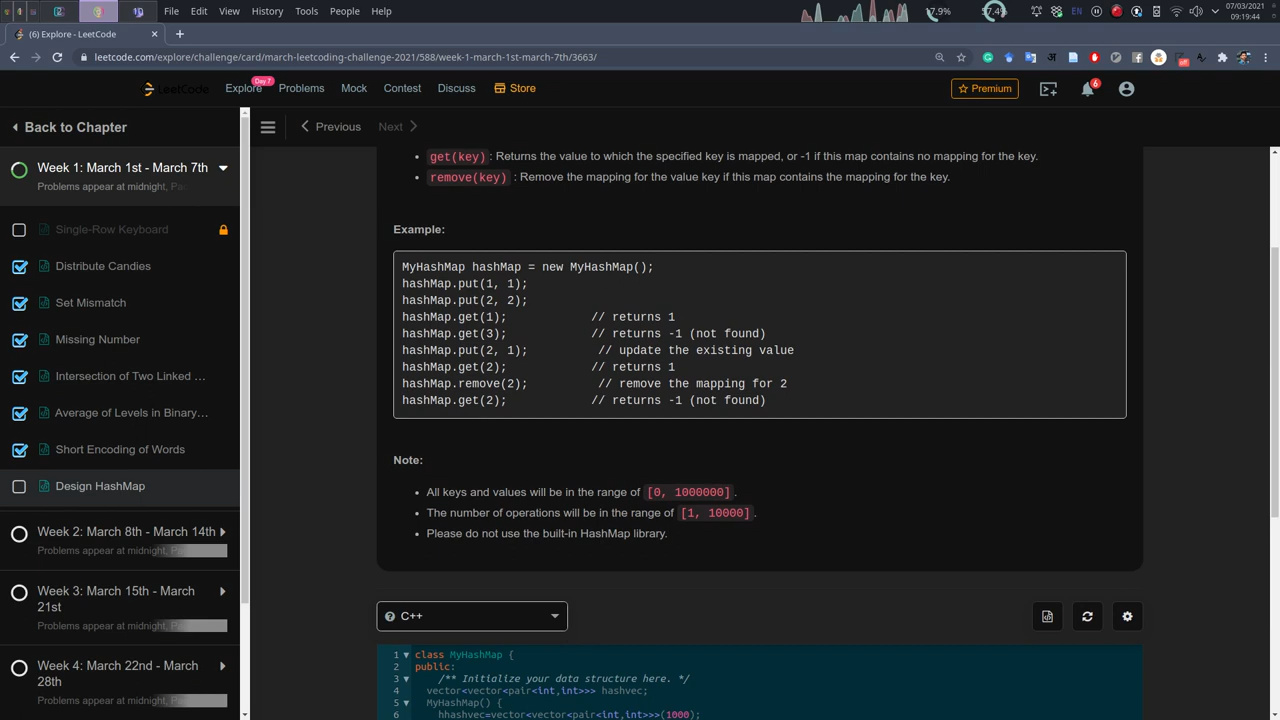 File Edit View History Tools People Help
17.9%
57.4%
EN
07/03/2021
09:19:44
(6) Explore - LeetCode
leetcode.com/explore/challenge/card/march-leetcoding-challenge-2021/588/week-1-march-1st-march-7th/3663/
LeetCode Explore Day 7 Problems Mock Contest Discuss Store Premium 6
Back to Chapter
Previous Next
Week 1: March 1st - March 7th
Problems appear at midnight,
Single-Row Keyboard
Distribute Candies
Set Mismatch
Missing Number
Intersection of Two Linked ...
Average of Levels in Binary...
Short Encoding of Words
Design HashMap
Week 2: March 8th - March 14th
Problems appear at midnight,
Week 3: March 15th - March
21st
Problems appear at midnight,
Week 4: March 22nd - March
28th
Problems appear at midnight,
get(key) : Returns the value to which the specified key is mapped, or -1 if this map contains no mapping for the key.
remove(key) : Remove the mapping for the value key if this map contains the mapping for the key.
Example:
MyHashMap hashMap = new MyHashMap();
hashMap.put(1, 1);
hashMap.put(2, 2);
hashMap.get(1); // returns 1
hashMap.get(3); // returns -1 (not found)
hashMap.put(2, 1); // update the existing value
hashMap.get(2); // returns 1
hashMap.remove(2); // remove the mapping for 2
hashMap.get(2); // returns -1 (not found)
Note:
All keys and values will be in the range of [0, 1000000].
The number of operations will be in the range of [1, 10000].
Please do not use the built-in HashMap library.
C++
1 class MyHashMap {
2 public:
3 /** Initialize your data structure here. */
4 vector<vector<pair<int,int>>> hashvec;
5 MyHashMap() {
6 hhashvec=vector<vector<pair<int,int>>>(1000);